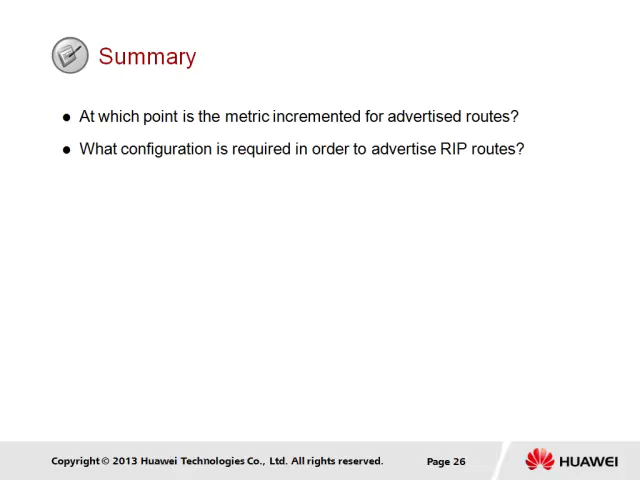 Summary
● At which point is the metric incremented for advertised routes?
● What configuration is required in order to advertise RIP routes?
Copyright © 2013 Huawei Technologies Co., Ltd. All rights reserved.
Page 26
HUAWEI